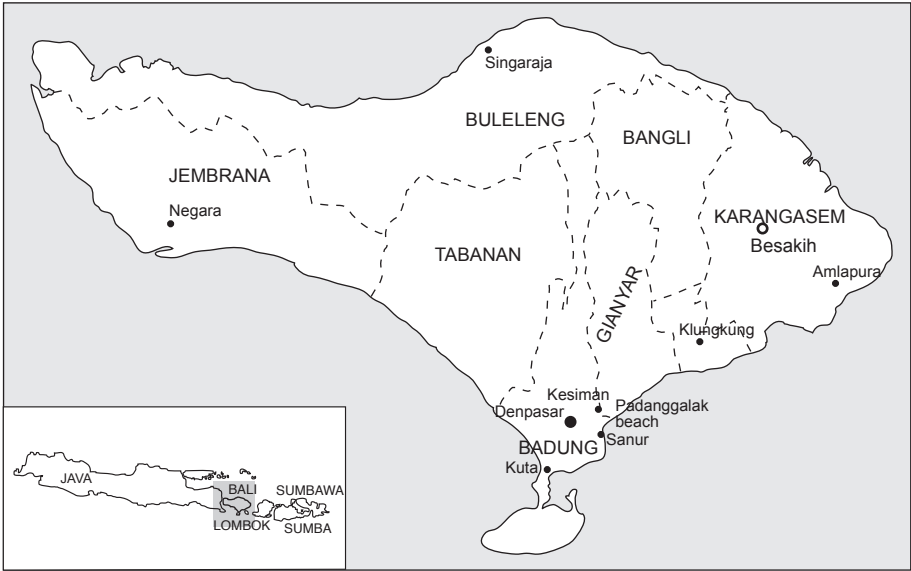 Singaraja
BULELENG
BANGLI
JEMBRANA
Negara
KARANGASEM
Besakih
TABANAN
Amlapura
GIANYAR
Klungkung
Kesiman
Padanggalak
beach
Denpasar
Sanur
BADUNG
Kuta
JAVA
BALI
SUMBAWA
LOMBOK
SUMBA